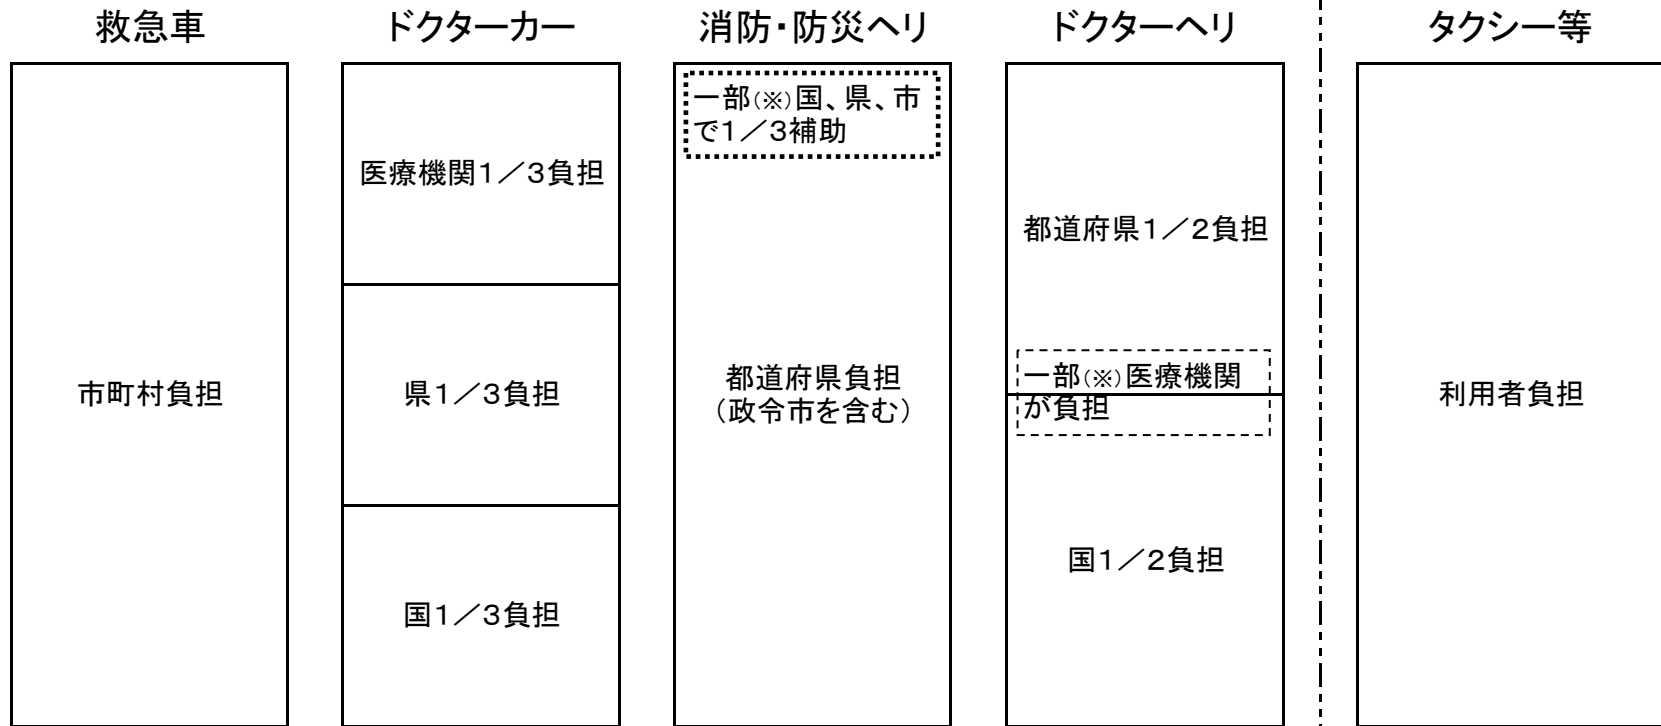 救急車
ドクターカー
消防・防災ヘリ
ドクターヘリ
タクシー等
市町村負担
医療機関1／3負担
県1／3負担
国1／3負担
一部(※)国、県、市
で1／3補助
都道府県負担
(政令市を含む)
都道府県1／2負担
一部(※)医療機関
が負担
国1／2負担
利用者負担